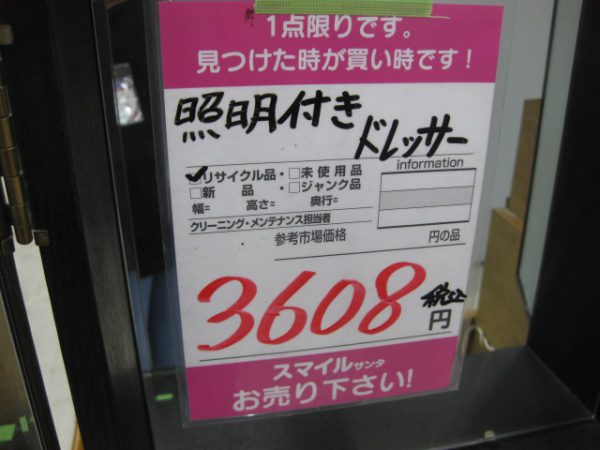 1点限りです。
見つけた時が買い時です!
照明付き
ドレッサー
information
✓リサイクル品・□未使用品
□新品・□ジャンク品
幅= 高さ= 奥行=
クリーニング・メンテナンス担当者
参考市場価格 円の品
3608 税込
円
スマイルサンタ
お売り下さい!